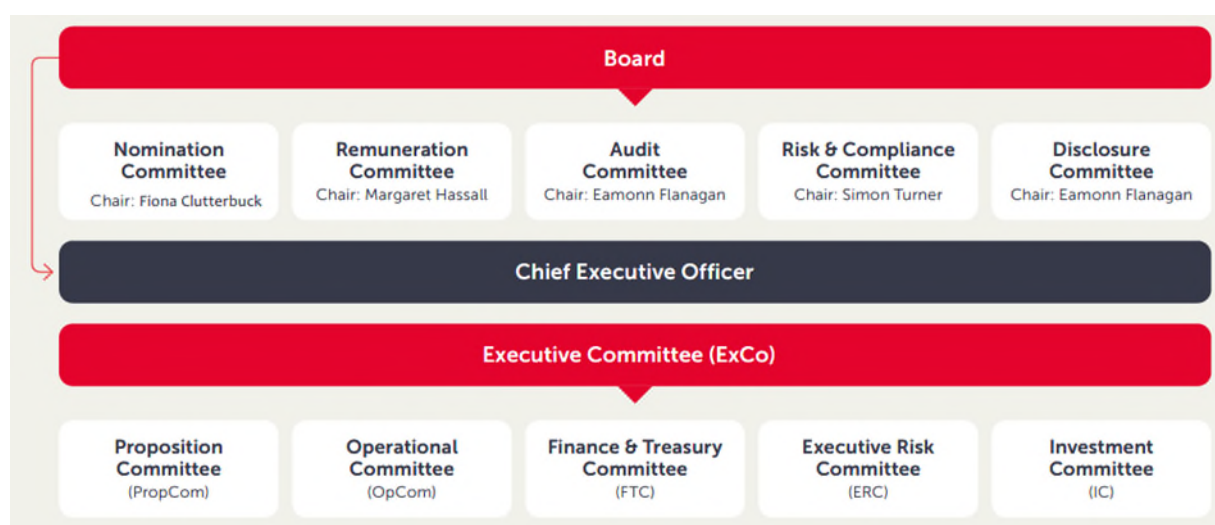 Board
Nomination
Committee
Chair: Fiona Clutterbuck
Remuneration
Committee
Chair: Margaret Hassall
Audit
Committee
Chair: Eamonn Flanagan
Risk & Compliance
Committee
Chair: Simon Turner
Disclosure
Committee
Chair: Eamonn Flanagan
Chief Executive Officer
Executive Committee (ExCo)
Proposition
Committee
(PropCom)
Operational
Committee
(OpCom)
Finance & Treasury
Committee
(FTC)
Executive Risk
Committee
(ERC)
Investment
Committee
(IC)